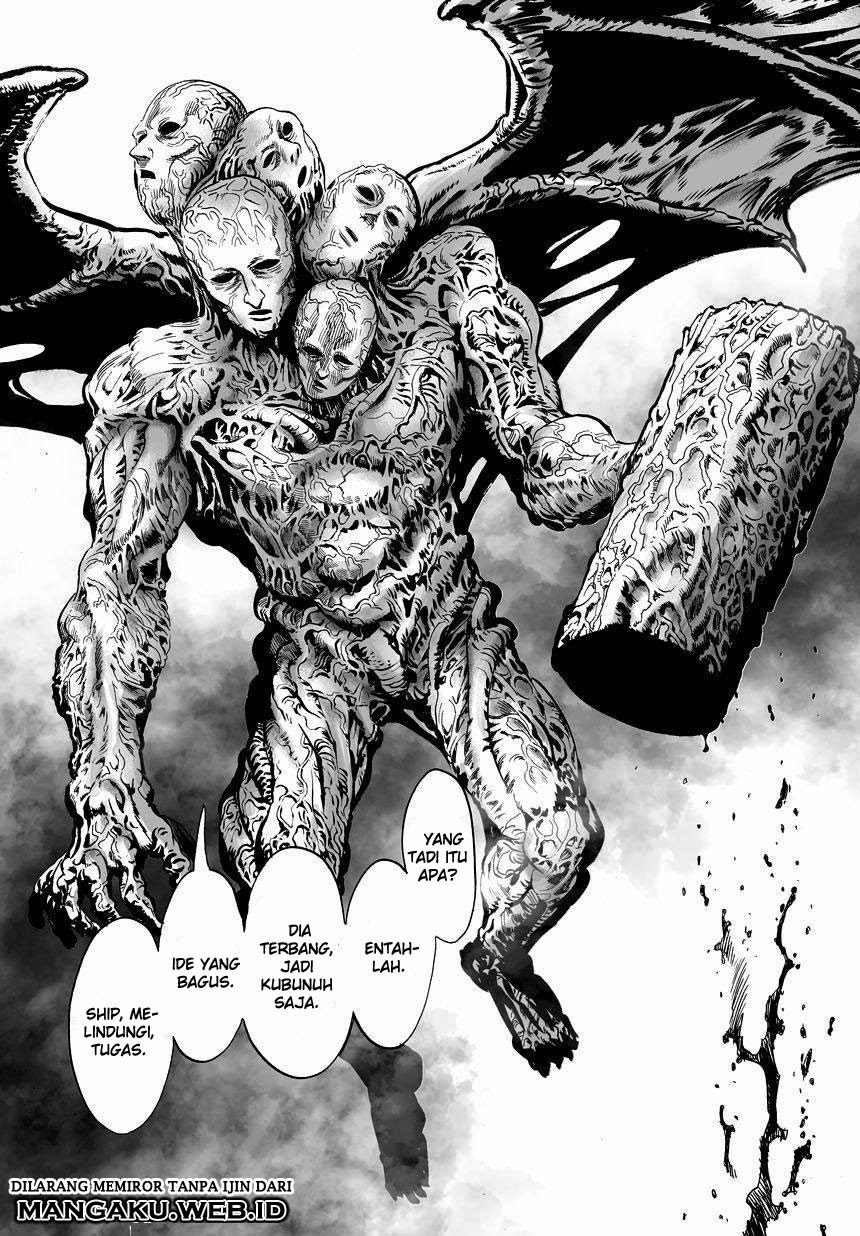 YANG
TADI ITU
APA?
ENTAH-
LAH.
DIA
TERBANG,
JADI
KUBUNUH
SAJA.
IDE YANG
BAGUS.
SHIP, ME-
LINDUNGI,
TUGAS.
DILARANG MEMIROR TANPA IJIN DARI
MANGAKU.WEB.ID